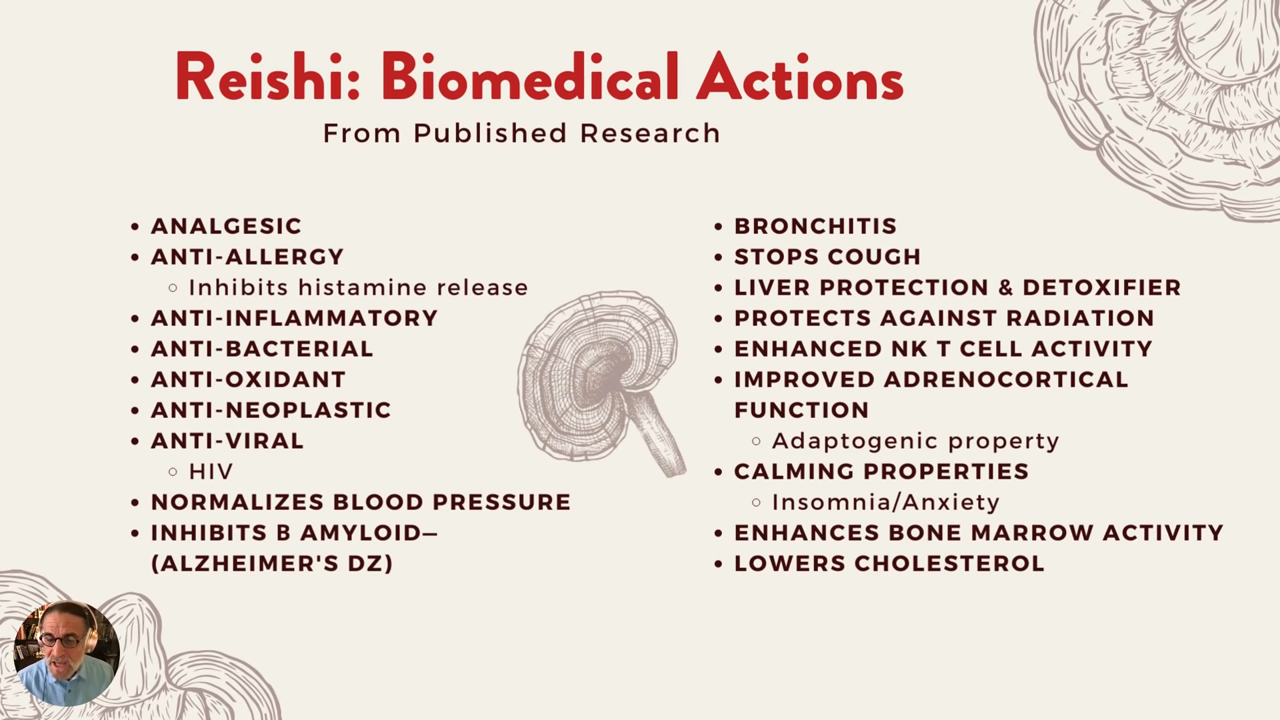 Reishi: Biomedical Actions
From Published Research
• ANALGESIC
• ANTI-ALLERGY
◦ Inhibits histamine release
• ANTI-INFLAMMATORY
• ANTI-BACTERIAL
• ANTI-OXIDANT
• ANTI-NEOPLASTIC
• ANTI-VIRAL
◦ HIV
• NORMALIZES BLOOD PRESSURE
• INHIBITS B AMYLOID—
(ALZHEIMER'S DZ)
• BRONCHITIS
• STOPS COUGH
• LIVER PROTECTION & DETOXIFIER
• PROTECTS AGAINST RADIATION
• ENHANCED NK T CELL ACTIVITY
• IMPROVED ADRENOCORTICAL
FUNCTION
◦ Adaptogenic property
• CALMING PROPERTIES
◦ Insomnia/Anxiety
• ENHANCES BONE MARROW ACTIVITY
• LOWERS CHOLESTEROL